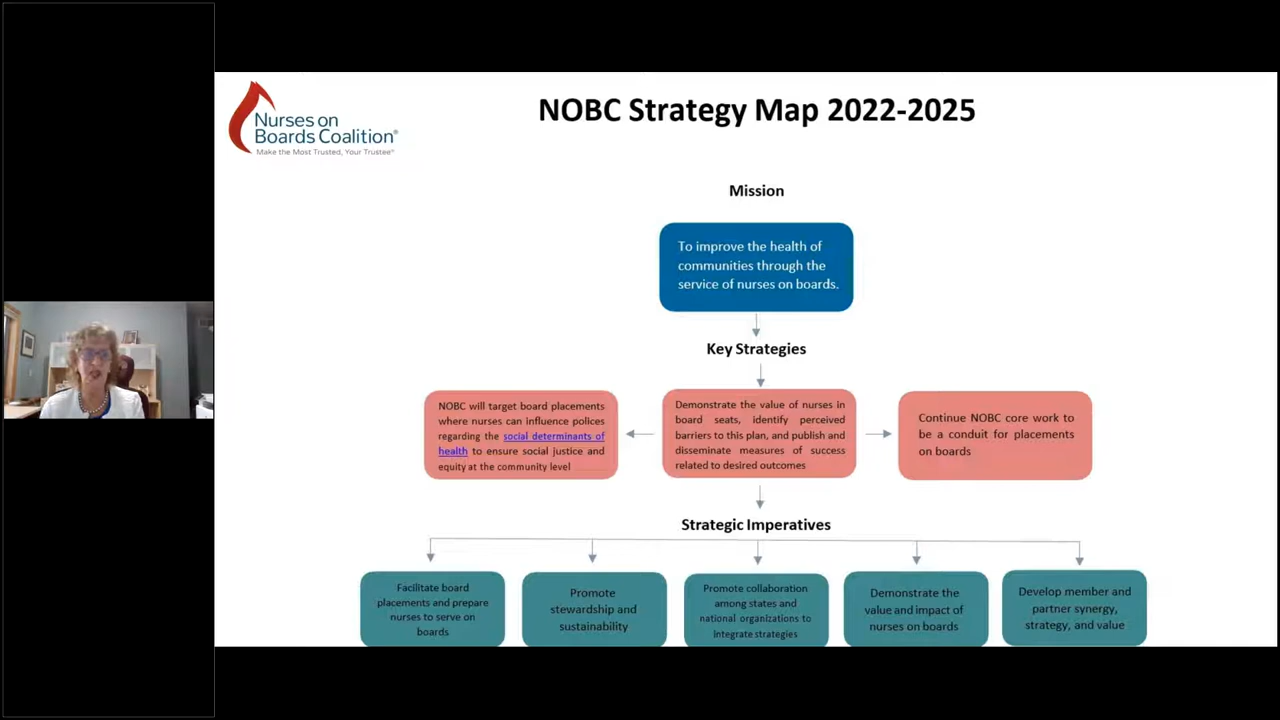 Nurses on
Boards Coalition®
Make the Most Trusted, Your Trustee®
NOBC Strategy Map 2022-2025
Mission
To improve the health of
communities through the
service of nurses on boards.
Key Strategies
NOBC will target board placements
where nurses can influence polices
regarding the social determinants of
health to ensure social justice and
equity at the community level
Demonstrate the value of nurses in
board seats, identify perceived
barriers to this plan, and publish and
disseminate measures of success
related to desired outcomes
Continue NOBC core work to
be a conduit for placements
on boards
Strategic Imperatives
Facilitate board
placements and prepare
nurses to serve on
boards
Promote
stewardship and
sustainability
Promote collaboration
among states and
national organizations to
integrate strategies
Demonstrate the
value and impact of
nurses on boards
Develop member and
partner synergy,
strategy, and value